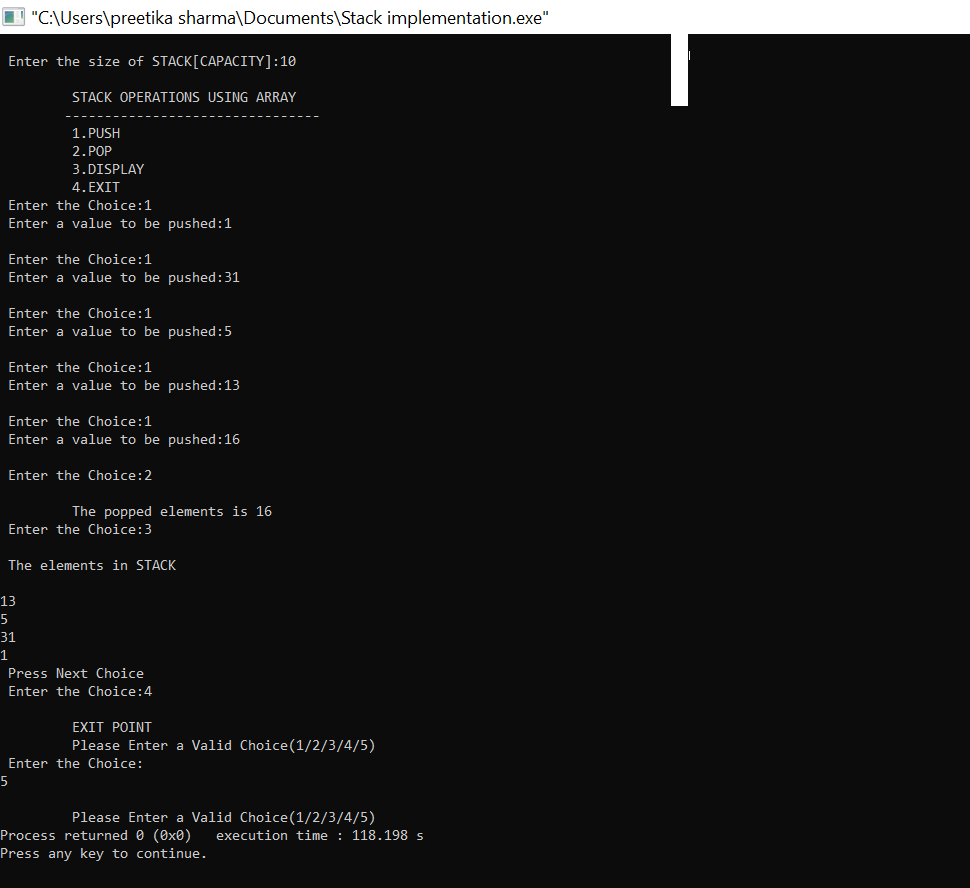 "C:\Users\preetika sharma\Documents\Stack implementation.exe"
Enter the size of STACK[CAPACITY]:10
STACK OPERATIONS USING ARRAY
--------------------------------
1.PUSH
2.POP
3.DISPLAY
4.EXIT
Enter the Choice:1
Enter a value to be pushed:1
Enter the Choice:1
Enter a value to be pushed:31
Enter the Choice:1
Enter a value to be pushed:5
Enter the Choice:1
Enter a value to be pushed:13
Enter the Choice:1
Enter a value to be pushed:16
Enter the Choice:2
The popped elements is 16
Enter the Choice:3
The elements in STACK
13
5
31
1
Press Next Choice
Enter the Choice:4
EXIT POINT
Please Enter a Valid Choice(1/2/3/4/5)
Enter the Choice:
5
Please Enter a Valid Choice(1/2/3/4/5)
Process returned 0 (0x0)   execution time : 118.198 s
Press any key to continue.